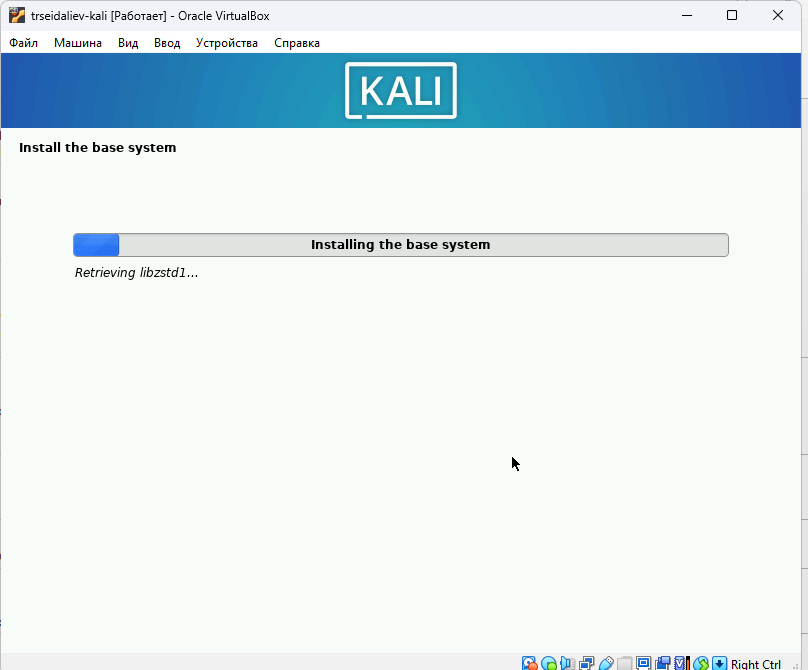 trseidaliev-kali [Работает] - Oracle VirtualBox
Файл Машина Вид Ввод Устройства Справка
KALI
Install the base system
Installing the base system
Retrieving libzstd1...
Right Ctrl